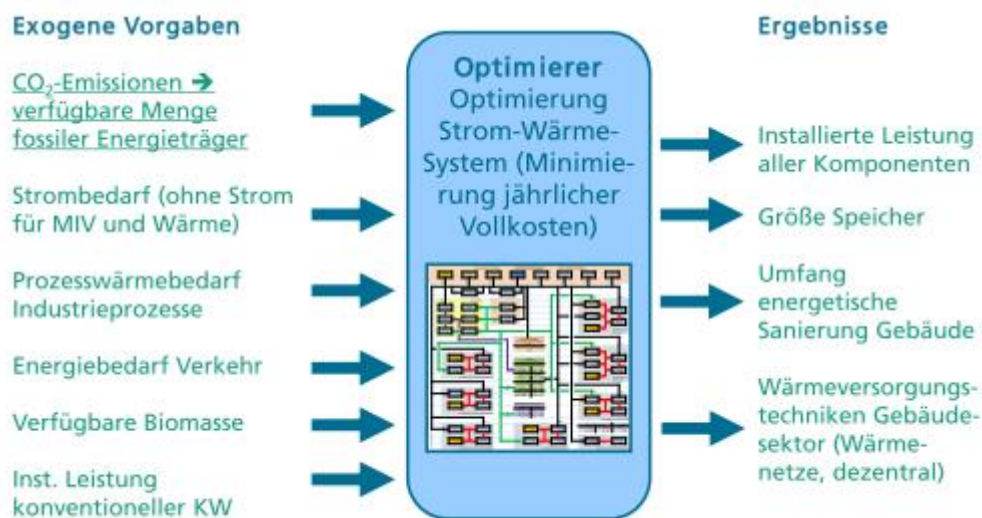 Exogene Vorgaben
CO₂-Emissionen ➔
verfügbare Menge
fossiler Energieträger
Strombedarf (ohne Strom
für MIV und Wärme)
Prozesswärmebedarf
Industrieprozesse
Energiebedarf Verkehr
Verfügbare Biomasse
Inst. Leistung
konventioneller KW
Optimierer
Optimierung
Strom-Wärme-
System (Minimie-
rung jährlicher
Vollkosten)
Ergebnisse
Installierte Leistung
aller Komponenten
Größe Speicher
Umfang
energetische
Sanierung Gebäude
Wärmeversorgungs-
techniken Gebäude-
sektor (Wärme-
netze, dezentral)